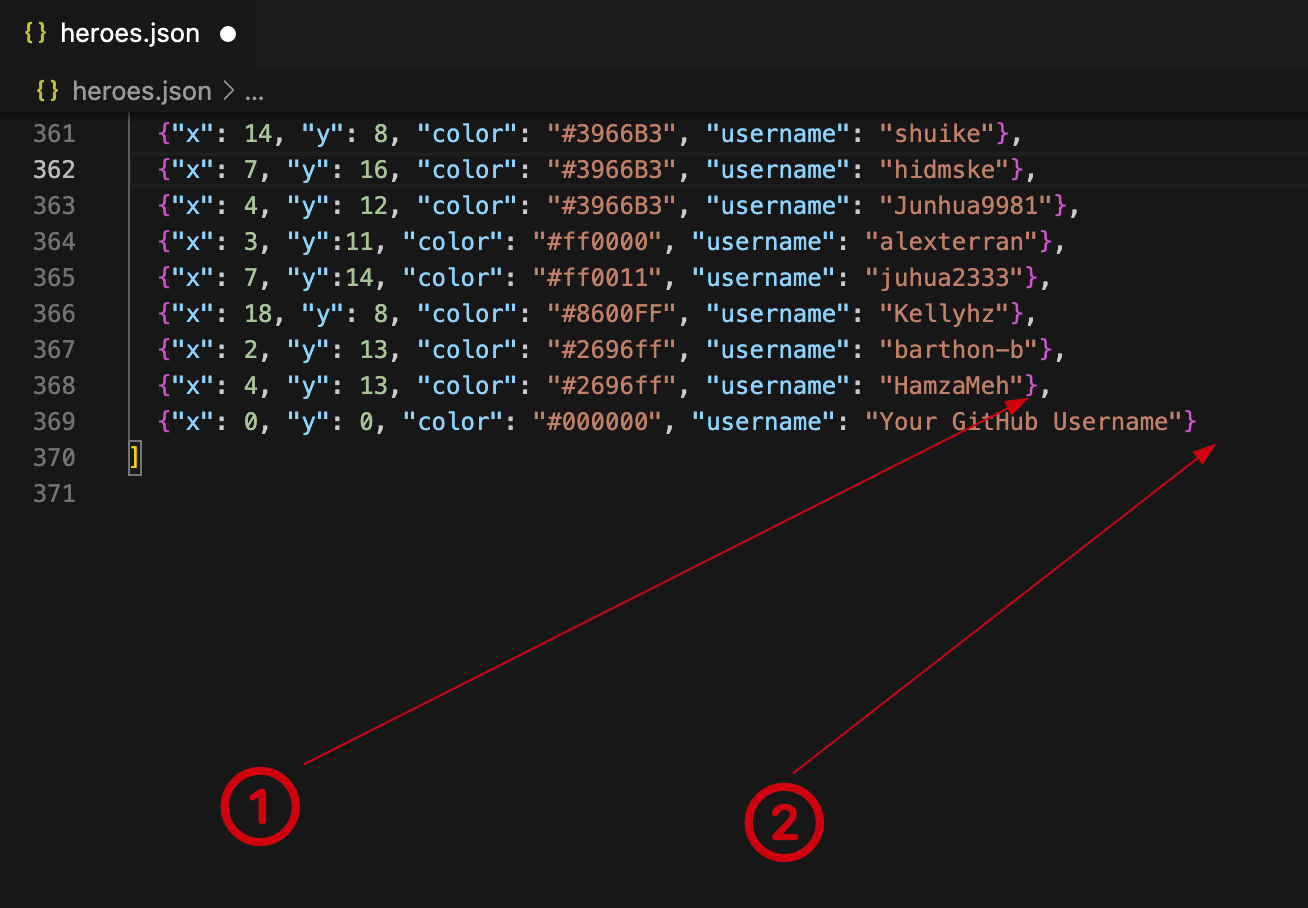 {} heroes.json ●
{} heroes.json > ...
361 {"x": 14, "y": 8, "color": "#3966B3", "username": "shuike"},
362 {"x": 7, "y": 16, "color": "#3966B3", "username": "hidmske"},
363 {"x": 4, "y": 12, "color": "#3966B3", "username": "Junhua9981"},
364 {"x": 3, "y":11, "color": "#ff0000", "username": "alexterran"},
365 {"x": 7, "y":14, "color": "#ff0011", "username": "juhua2333"},
366 {"x": 18, "y": 8, "color": "#8600FF", "username": "Kellyhz"},
367 {"x": 2, "y": 13, "color": "#2696ff", "username": "barthon-b"},
368 {"x": 4, "y": 13, "color": "#2696ff", "username": "HamzaMeh"},
369 {"x": 0, "y": 0, "color": "#000000", "username": "Your GitHub Username"}
370 ]
371
1
2